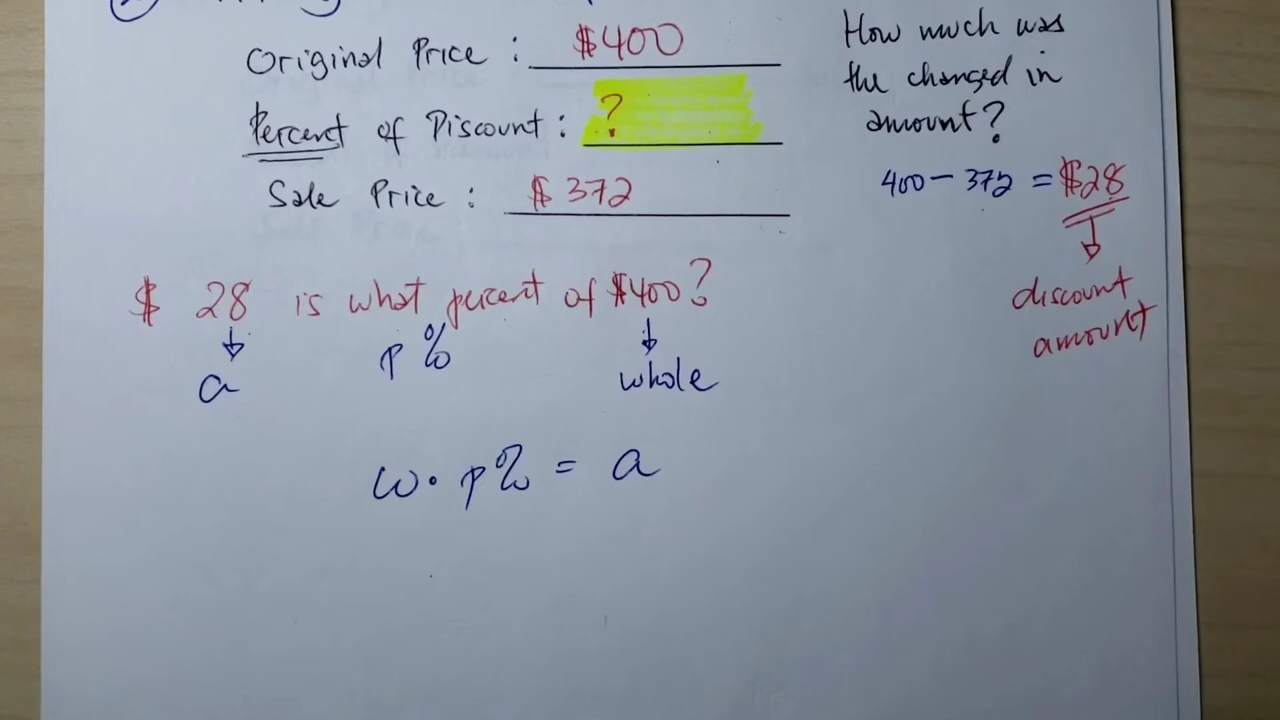 Original Price : $400
Percent of Discount : ?
Sale Price : $ 372
How much was
the changed in
amount?
400 - 372 = $28
discount
amount
$ 28 is what percent of $400?
a p% whole
w • p% = a